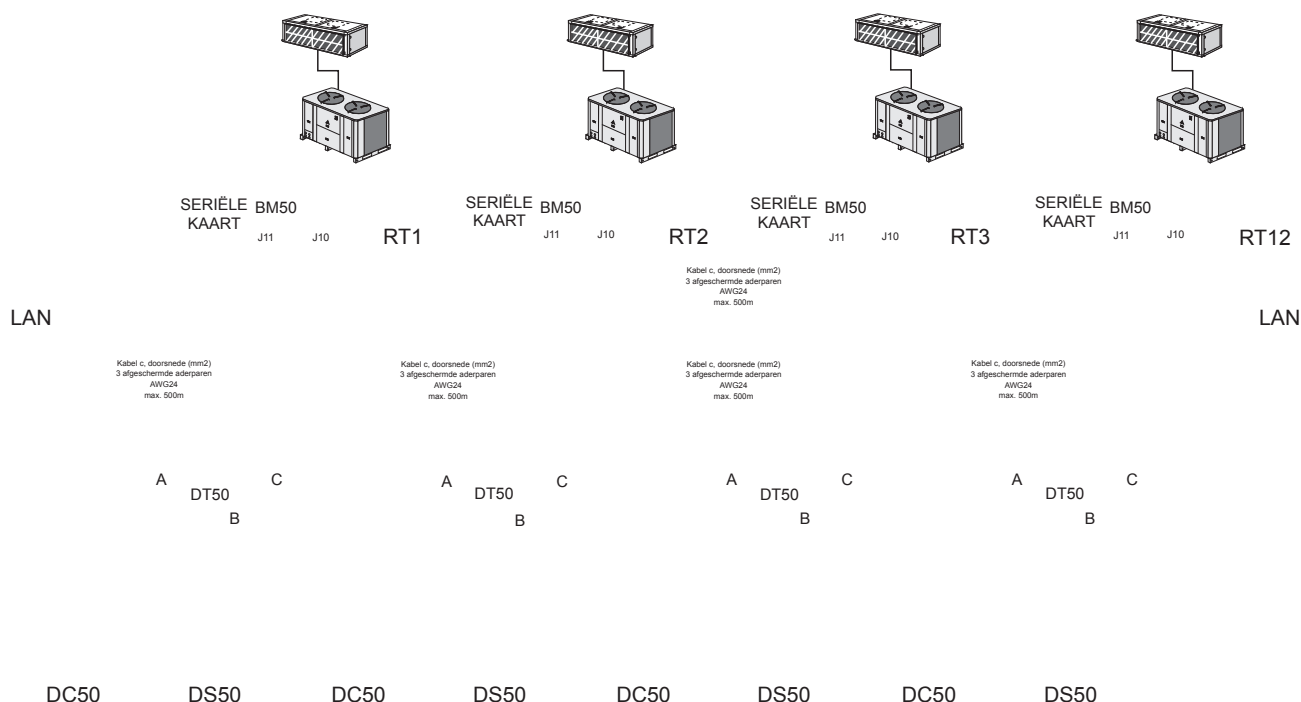 SERIËLE
KAART
BM50
J11 J10
RT1
SERIËLE
KAART
BM50
J11 J10
RT2
SERIËLE
KAART
BM50
J11 J10
RT3
SERIËLE
KAART
BM50
J11 J10
RT12
Kabel c, doorsnede (mm2)
3 afgeschermde aderparen
AWG24
max. 500m
LAN
LAN
Kabel c, doorsnede (mm2)
3 afgeschermde aderparen
AWG24
max. 500m
Kabel c, doorsnede (mm2)
3 afgeschermde aderparen
AWG24
max. 500m
Kabel c, doorsnede (mm2)
3 afgeschermde aderparen
AWG24
max. 500m
Kabel c, doorsnede (mm2)
3 afgeschermde aderparen
AWG24
max. 500m
A C
DT50
B
A C
DT50
B
A C
DT50
B
A C
DT50
B
DC50 DS50 DC50 DS50 DC50 DS50 DC50 DS50